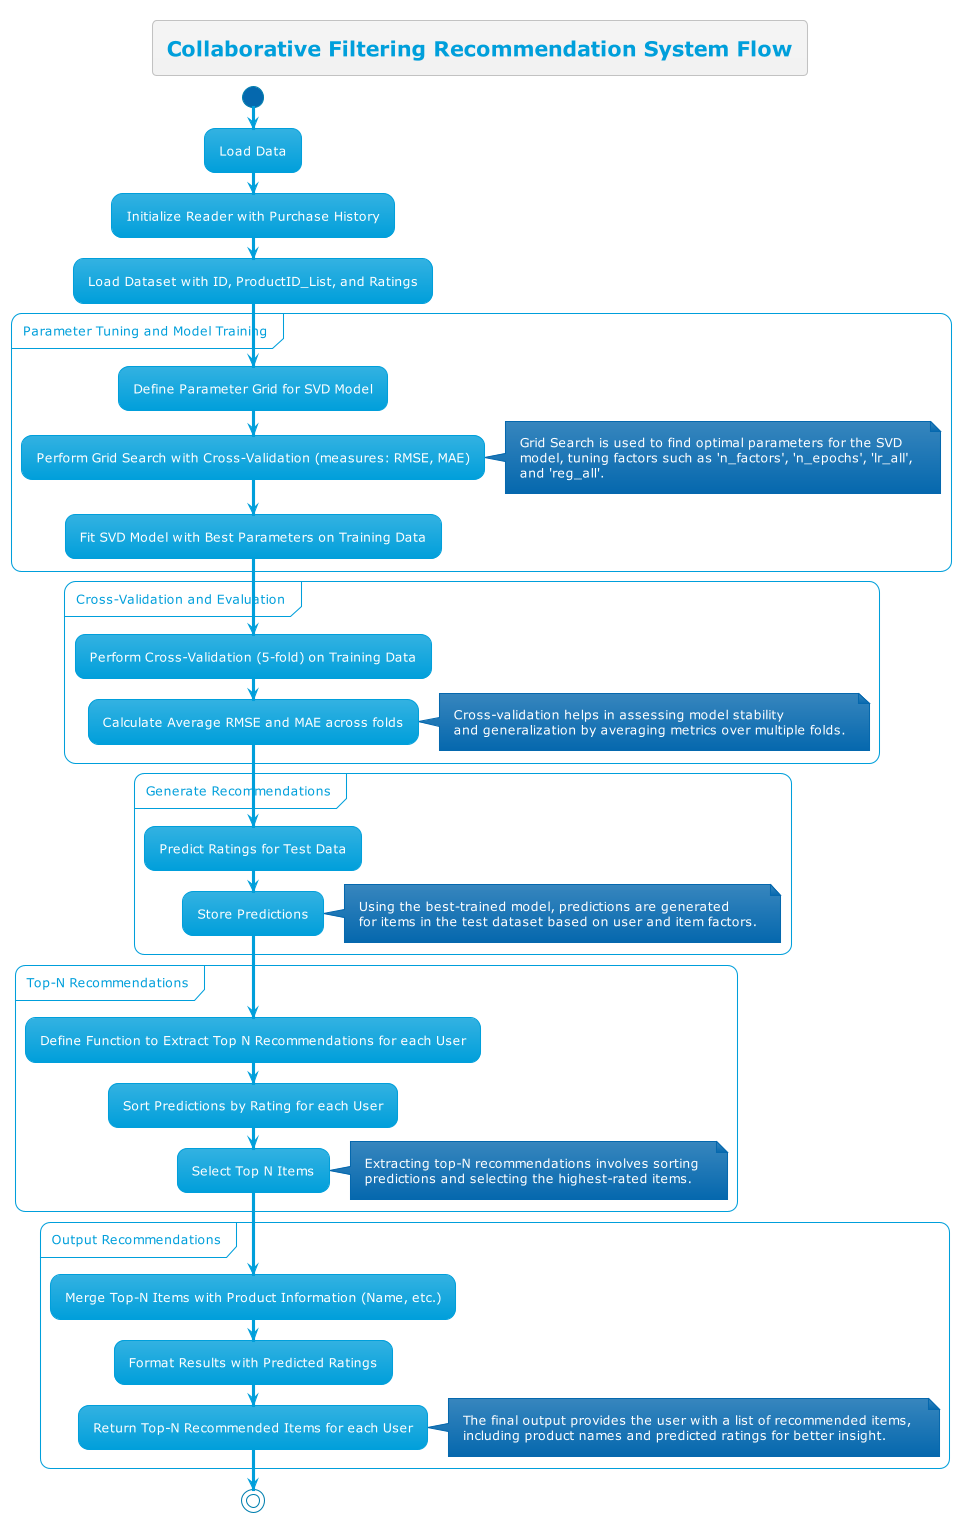 Collaborative Filtering Recommendation System Flow
Load Data
Initialize Reader with Purchase History
Load Dataset with ID, ProductID_List, and Ratings
Parameter Tuning and Model Training
Define Parameter Grid for SVD Model
Perform Grid Search with Cross-Validation (measures: RMSE, MAE)
Grid Search is used to find optimal parameters for the SVD
model, tuning factors such as 'n_factors', 'n_epochs', 'lr_all',
and 'reg_all'.
Fit SVD Model with Best Parameters on Training Data
Cross-Validation and Evaluation
Perform Cross-Validation (5-fold) on Training Data
Calculate Average RMSE and MAE across folds
Cross-validation helps in assessing model stability
and generalization by averaging metrics over multiple folds.
Generate Recommendations
Predict Ratings for Test Data
Store Predictions
Using the best-trained model, predictions are generated
for items in the test dataset based on user and item factors.
Top-N Recommendations
Define Function to Extract Top N Recommendations for each User
Sort Predictions by Rating for each User
Select Top N Items
Extracting top-N recommendations involves sorting
predictions and selecting the highest-rated items.
Output Recommendations
Merge Top-N Items with Product Information (Name, etc.)
Format Results with Predicted Ratings
Return Top-N Recommended Items for each User
The final output provides the user with a list of recommended items,
including product names and predicted ratings for better insight.